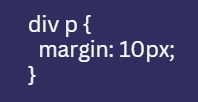 div p {
  margin: 10px;
}